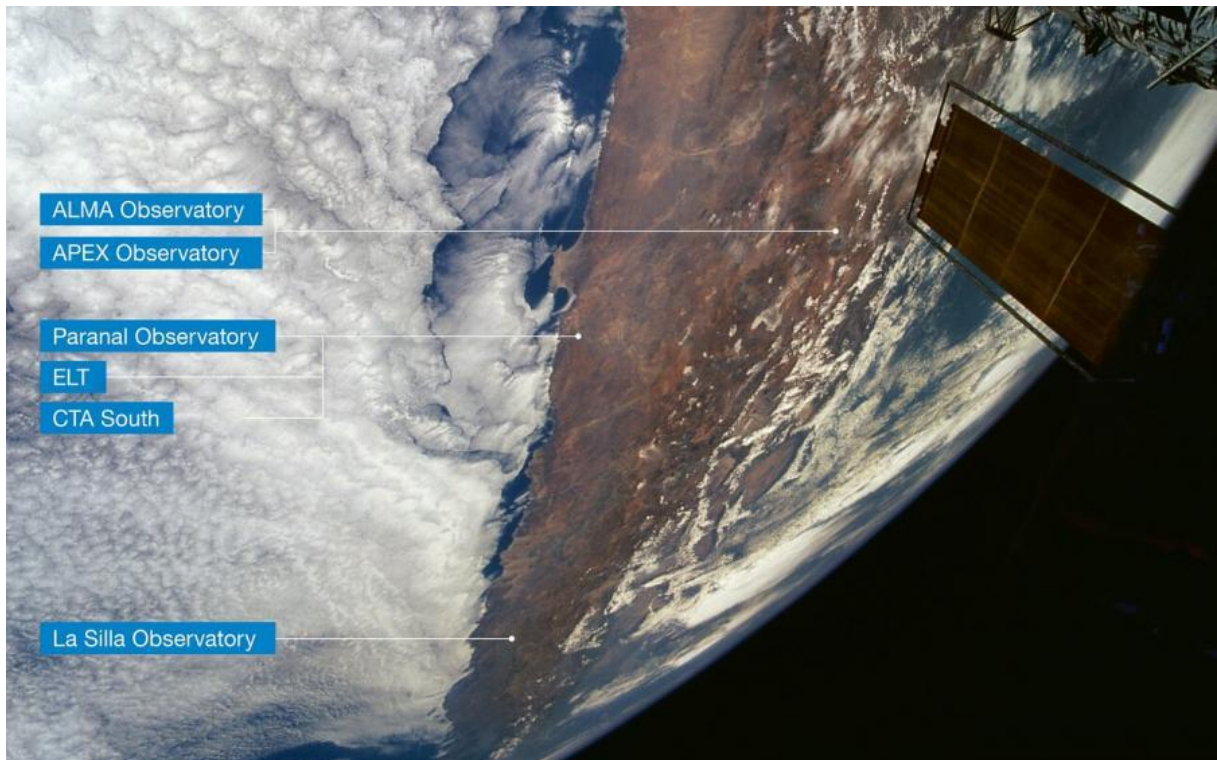 ALMA Observatory
APEX Observatory
Paranal Observatory
ELT
CTA South
La Silla Observatory